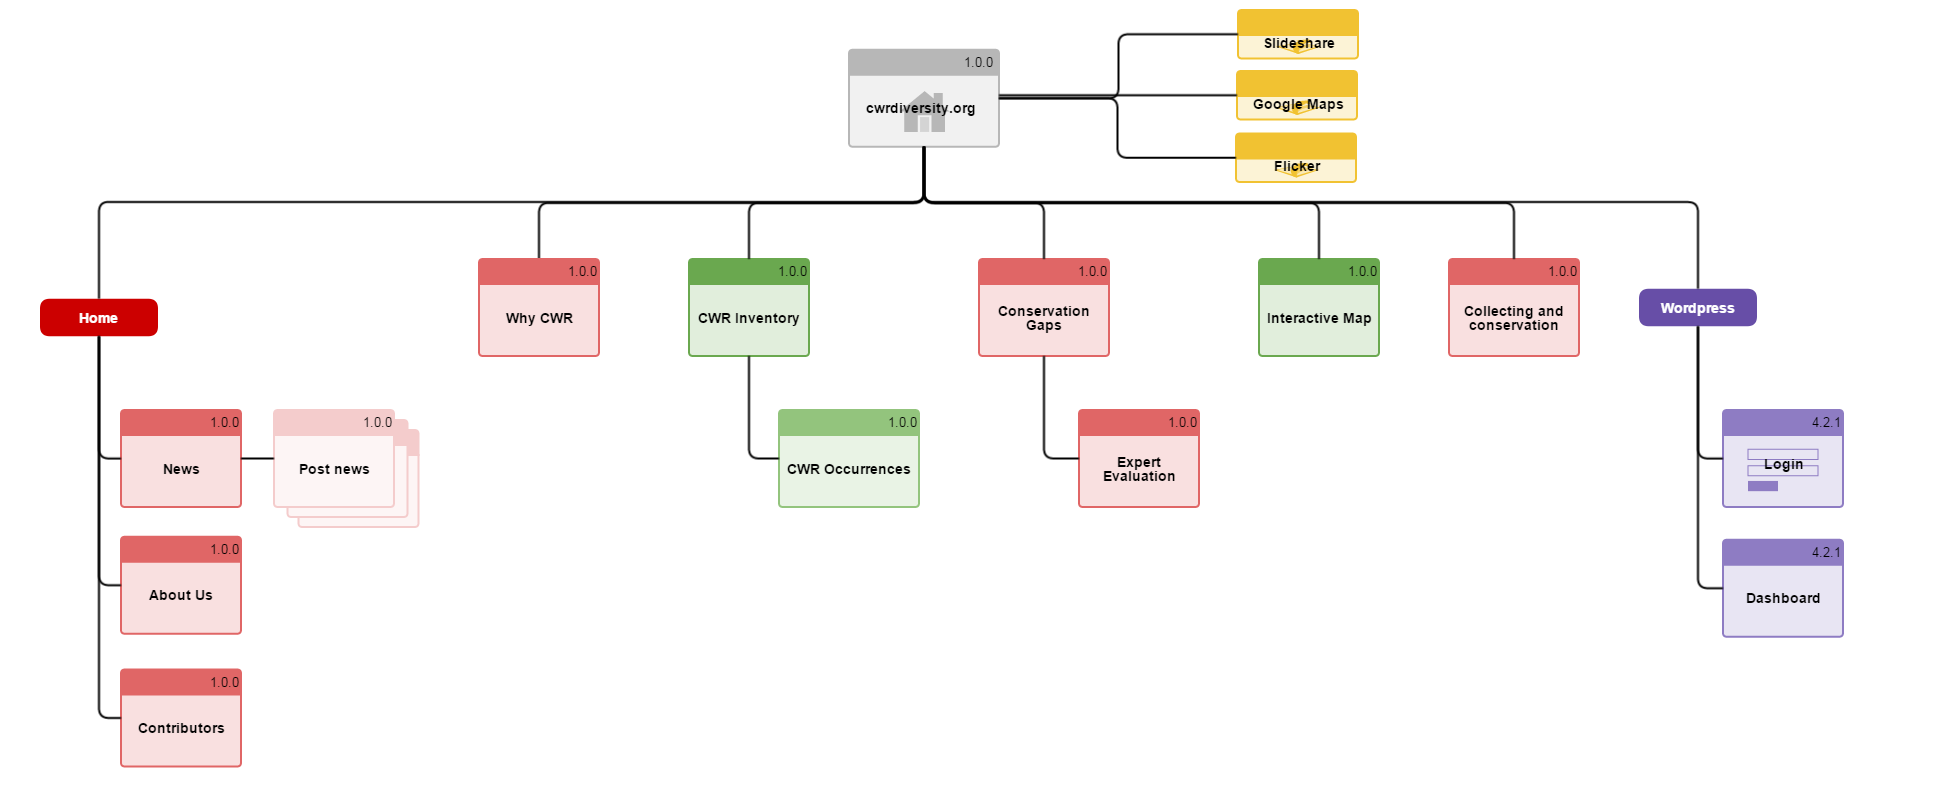 Slideshare
1.0.0
cwrdiversity.org
Google Maps
Flicker
1.0.0
Why CWR
1.0.0
CWR Inventory
1.0.0
Conservation
Gaps
1.0.0
Interactive Map
1.0.0
Collecting and
conservation
Home
Wordpress
1.0.0
News
1.0.0
Post news
1.0.0
CWR Occurrences
1.0.0
Expert
Evaluation
4.2.1
Login
1.0.0
About Us
4.2.1
Dashboard
1.0.0
Contributors